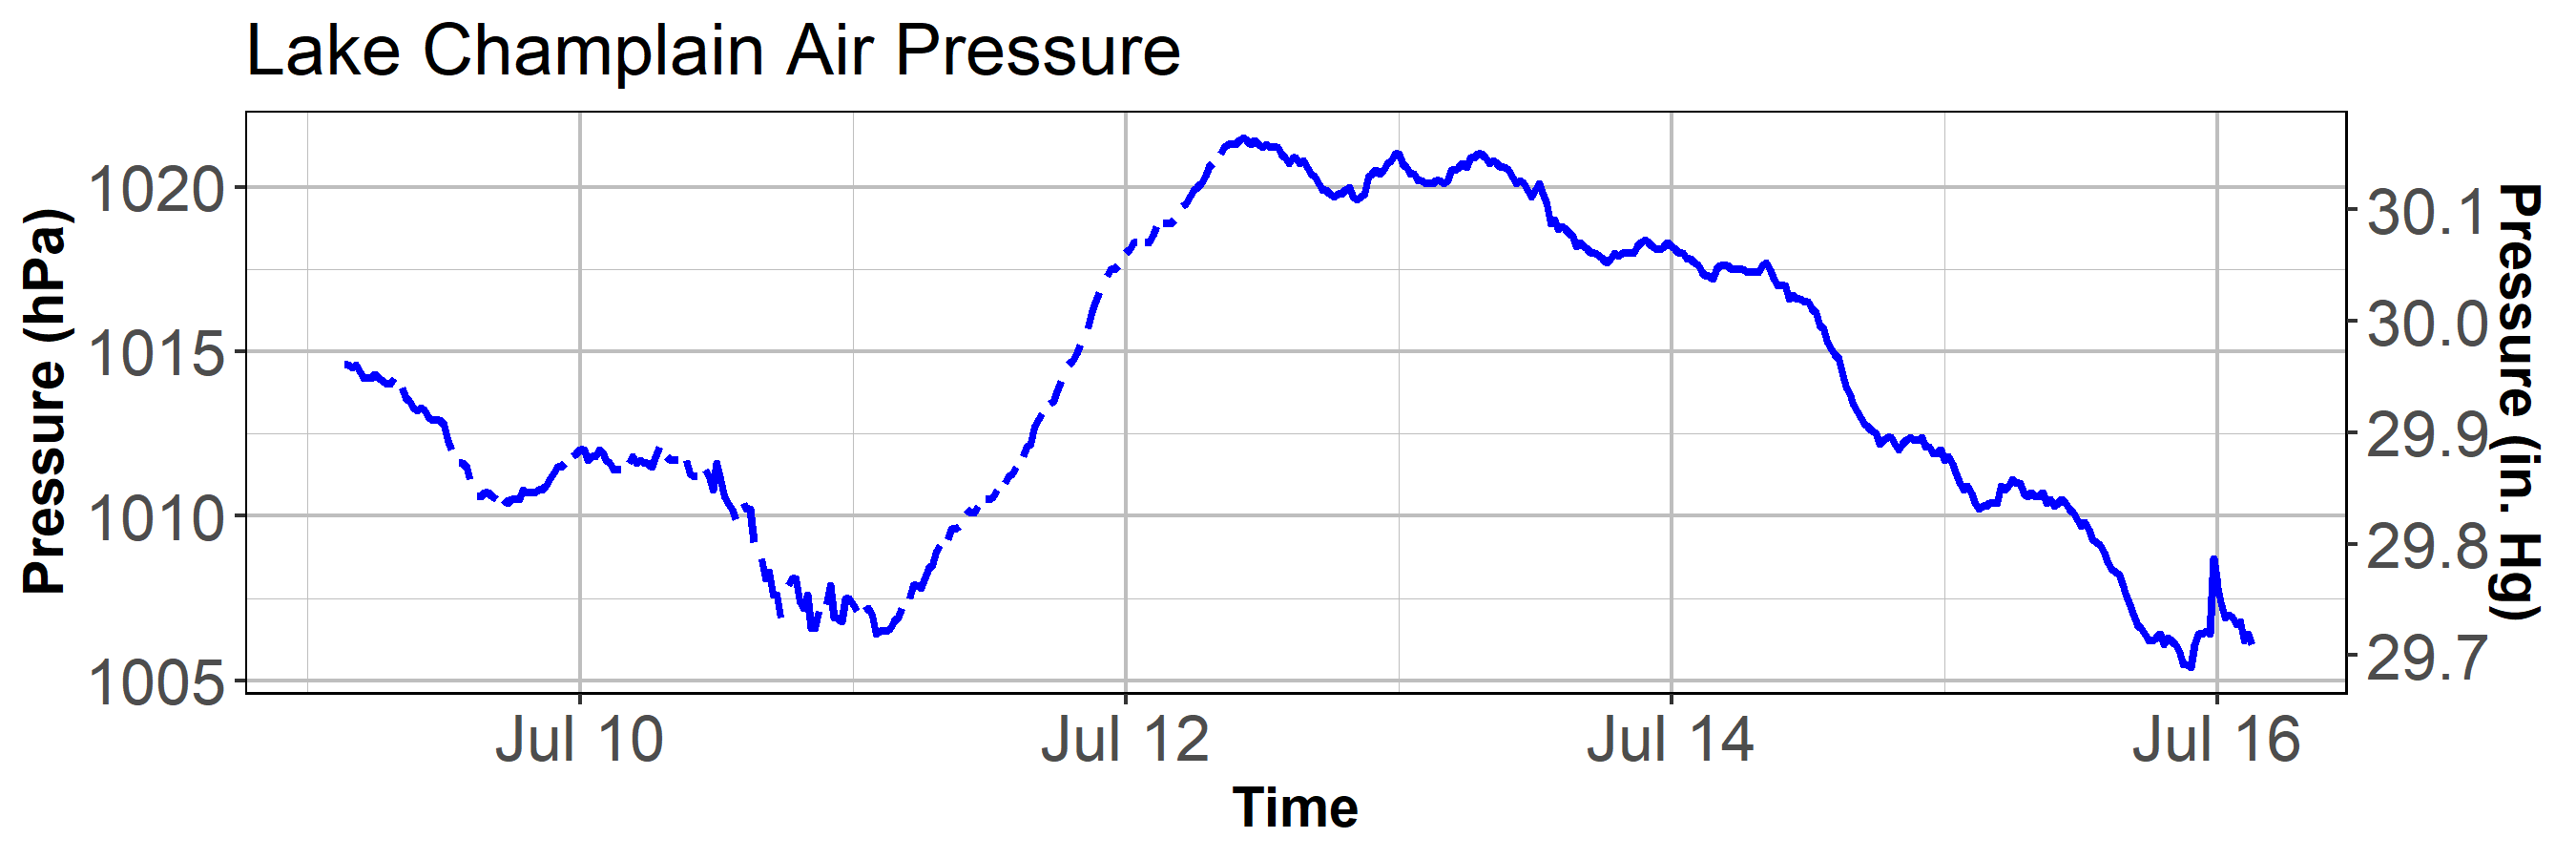 Lake Champlain Air Pressure
Pressure (hPa)
1020
1015
1010
1005
30.1
30.0
29.9
29.8
29.7
Pressure (in. Hg)
Jul 10
Jul 12
Jul 14
Jul 16
Time